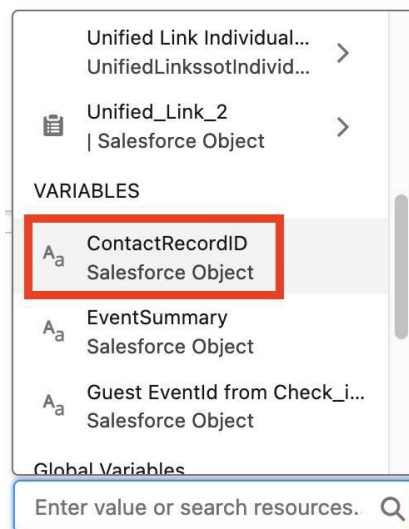 Unified Link Individual...
UnifiedLinkssotIndivid...
Unified_Link_2
| Salesforce Object
VARIABLES
ContactRecordID
Salesforce Object
EventSummary
Salesforce Object
Guest EventId from Check_i...
Salesforce Object
Global Variables
Enter value or search resources..